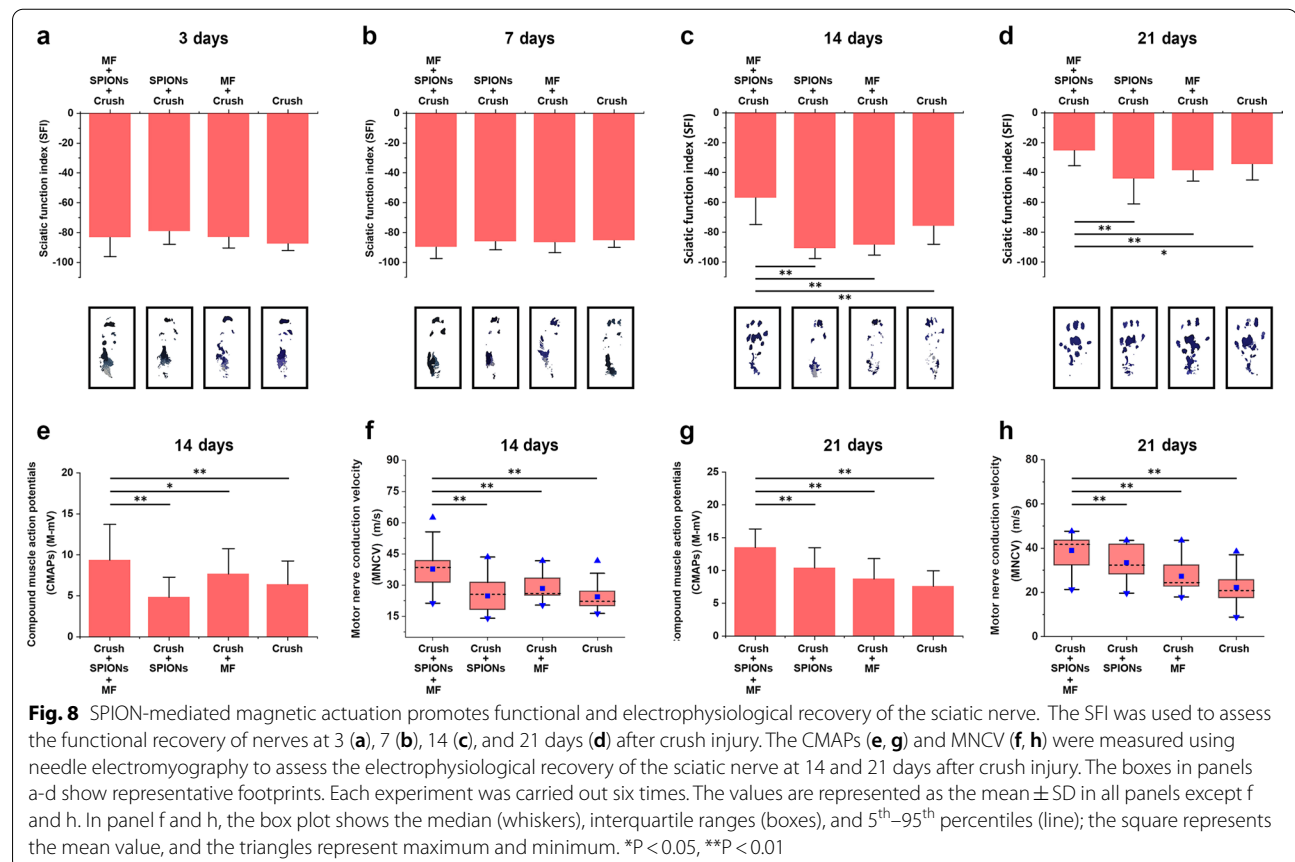 a 3 days
b 7 days
c 14 days
d 21 days
MF + SPIONs + Crush
SPIONs + Crush
MF + Crush
Crush
MF + SPIONs + Crush
SPIONs + Crush
MF + Crush
Crush
MF + SPIONs + Crush
SPIONs + Crush
MF + Crush
Crush
MF + SPIONs + Crush
SPIONs + Crush
MF + Crush
Crush
Sciatic function index (SFI)
0
-20
-40
-60
-80
-100
Sciatic function index (SFI)
0
-20
-40
-60
-80
-100
Sciatic function index (SFI)
0
-20
-40
-60
-80
-100
**
**
**
Sciatic function index (SFI)
0
-20
-40
-60
-80
-100
**
**
*
e 14 days
Compound muscle action potentials
(CMAPs) (M-mV)
20
15
10
5
0
**
*
**
Crush + SPIONs + MF
Crush + SPIONs
Crush + MF
Crush
f 14 days
Motor nerve conduction velocity
(MNCV) (m/s)
90
75
60
45
30
15
**
**
**
Crush + SPIONs + MF
Crush + SPIONs
Crush + MF
Crush
g 21 days
Compound muscle action potentials
(CMAPs) (M-mV)
25
20
15
10
5
0
**
**
**
Crush + SPIONs + MF
Crush + SPIONs
Crush + MF
Crush
h 21 days
Motor nerve conduction velocity
(MNCV) (m/s)
80
60
40
20
0
**
**
**
Crush + SPIONs + MF
Crush + SPIONs
Crush + MF
Crush
Fig. 8 SPION-mediated magnetic actuation promotes functional and electrophysiological recovery of the sciatic nerve. The SFI was used to assess
the functional recovery of nerves at 3 (a), 7 (b), 14 (c), and 21 days (d) after crush injury. The CMAPs (e, g) and MNCV (f, h) were measured using
needle electromyography to assess the electrophysiological recovery of the sciatic nerve at 14 and 21 days after crush injury. The boxes in panels
a-d show representative footprints. Each experiment was carried out six times. The values are represented as the mean ± SD in all panels except f
and h. In panel f and h, the box plot shows the median (whiskers), interquartile ranges (boxes), and 5th–95th percentiles (line); the square represents
the mean value, and the triangles represent maximum and minimum. *P < 0.05, **P < 0.01